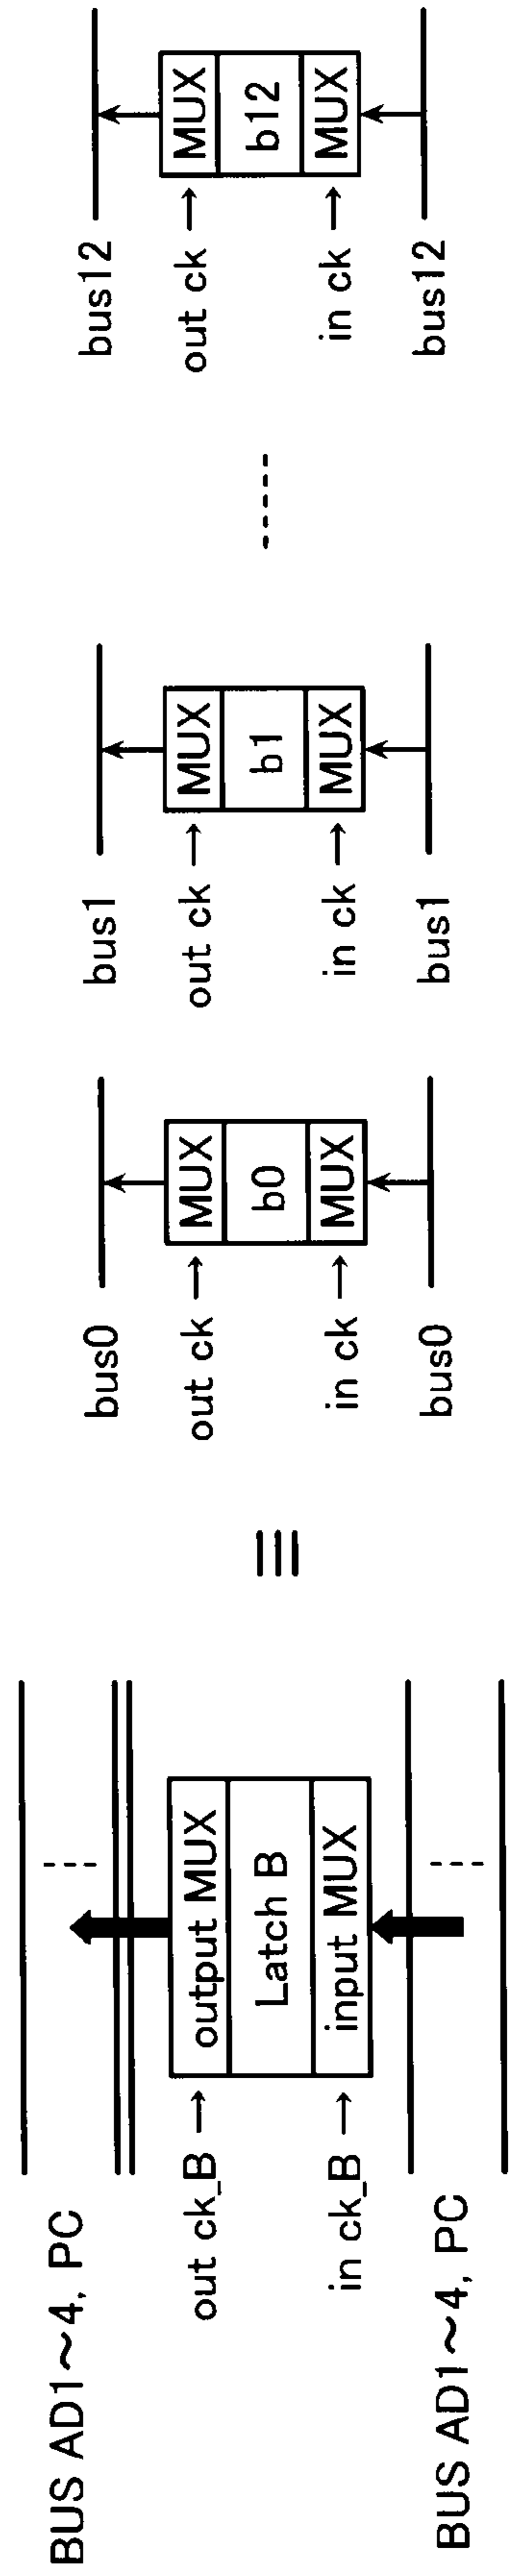 BUS AD1~4, PC
out ck_B
output MUX
Latch B
input MUX
in ck_B
BUS AD1~4, PC
≡
bus0
out ck
MUX
b0
MUX
in ck
bus0
bus1
out ck
MUX
b1
MUX
in ck
bus1
bus12
out ck
MUX
b12
MUX
in ck
bus12